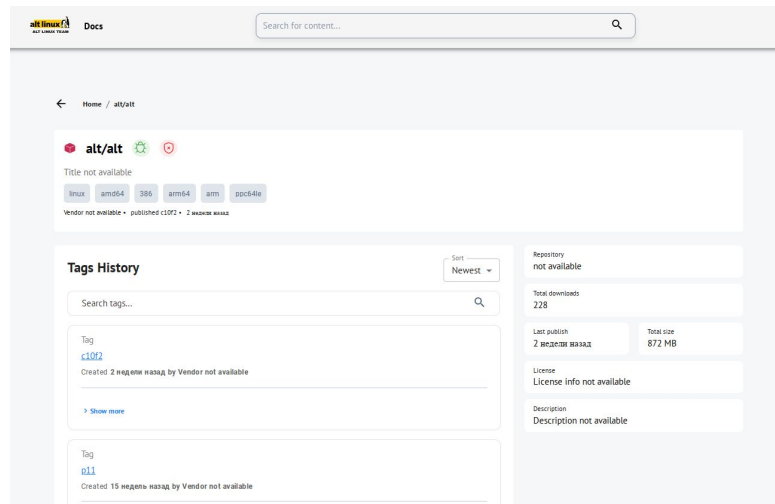 alt linux
ALT LINUX TEAM
Docs
Search for content...
Home / alt/alt
alt/alt
Title not available
linux amd64 386 arm64 arm ppc64le
Vendor not available • published c10f2 • 2 недели назад
Tags History
Sort
Newest
Search tags...
Tag
c10f2
Created 2 недели назад by Vendor not available
Show more
Tag
p11
Created 15 недель назад by Vendor not available
Repository
not available
Total downloads
228
Last publish
2 недели назад
Total size
872 MB
License
License info not available
Description
Description not available